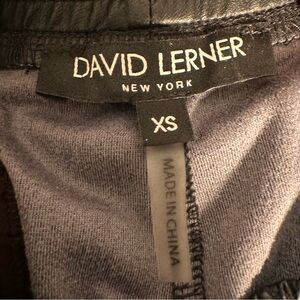 DAVID LERNER
NEW YORK
XS
MADE IN CHINA